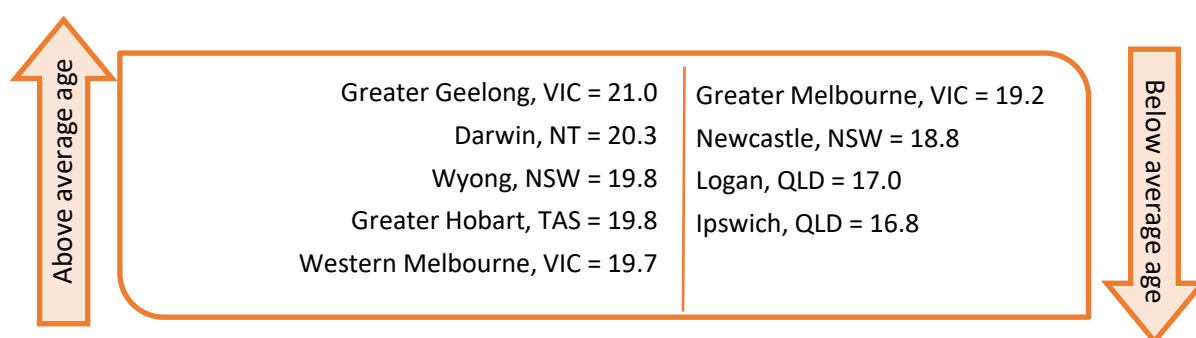 Above average age
Greater Geelong, VIC = 21.0
Darwin, NT = 20.3
Wyong, NSW = 19.8
Greater Hobart, TAS = 19.8
Western Melbourne, VIC = 19.7
Greater Melbourne, VIC = 19.2
Newcastle, NSW = 18.8
Logan, QLD = 17.0
Ipswich, QLD = 16.8
Below average age